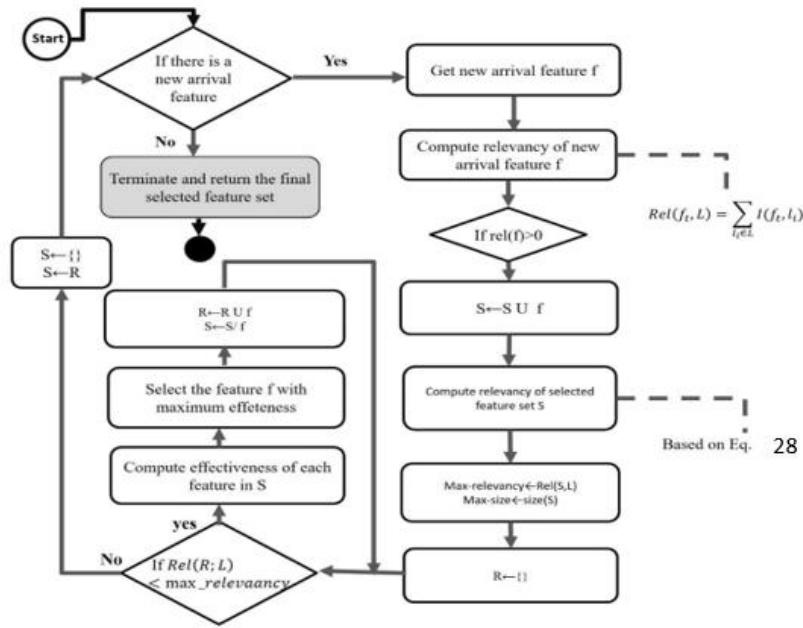 Start
If there is a
new arrival
feature
Yes
No
Get new arrival feature f
Compute relevancy of new
arrival feature f
Rel(f_t, L) = ∑ I(f_t, l_i)
l_i∈L
Terminate and return the final
selected feature set
If rel(f)>0
S←{}
S←R
R←R U f
S←S/ f
S←S U f
Select the feature f with
maximum effeteness
Compute relevancy of selected
feature set S
Based on Eq. 28
Compute effectiveness of each
feature in S
Max-relevancy←Rel(S,L)
Max-size←size(S)
yes
No
If Rel(R; L)
< max _relevaancy
R←{}